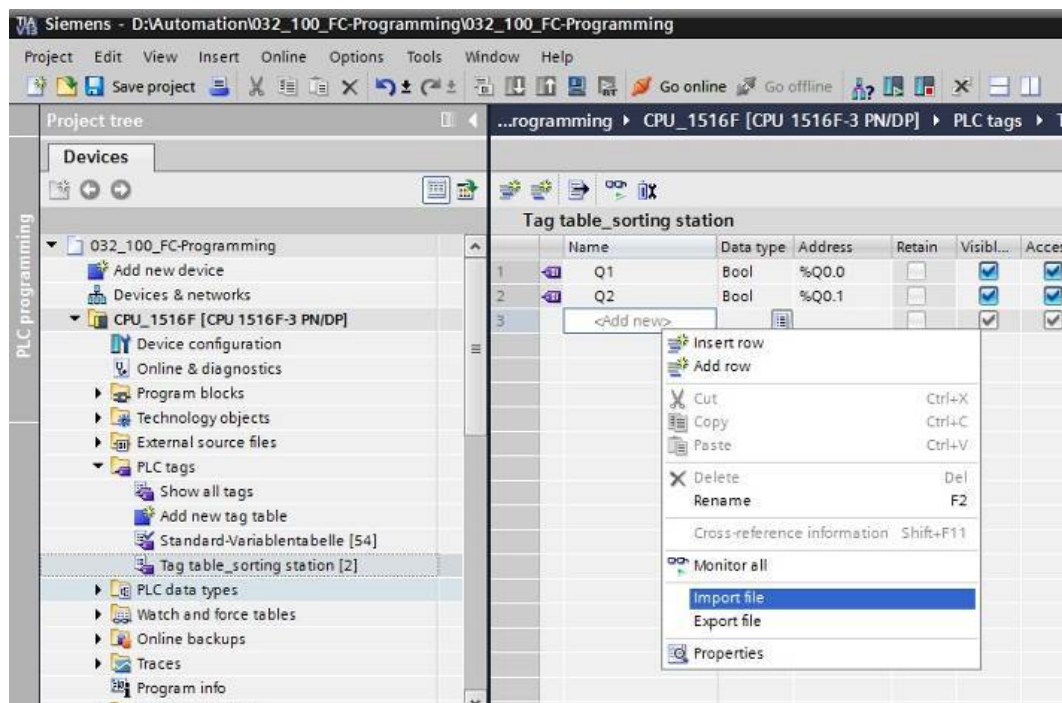 Siemens - D:\Automation\032_100_FC-Programming\032_100_FC-Programming
Project Edit View Insert Online Options Tools Window Help
Save project Go online Go offline
Project tree
...rogramming CPU_1516F [CPU 1516F-3 PN/DP] PLC tags
Devices
PLC programming
Tag table_sorting station
Name Data type Address Retain Visibl... Acces
1 Q1 Bool %Q0.0
2 Q2 Bool %Q0.1
3 <Add new>
032_100_FC-Programming
Add new device
Devices & networks
CPU_1516F [CPU 1516F-3 PN/DP]
Device configuration
Online & diagnostics
Program blocks
Technology objects
External source files
PLC tags
Show all tags
Add new tag table
Standard-Variablentabelle [54]
Tag table_sorting station [2]
PLC data types
Watch and force tables
Online backups
Traces
Program info
Insert row
Add row
Cut Ctrl+X
Copy Ctrl+C
Paste Ctrl+V
Delete Del
Rename F2
Cross-reference information Shift+F11
Monitor all
Import file
Export file
Properties